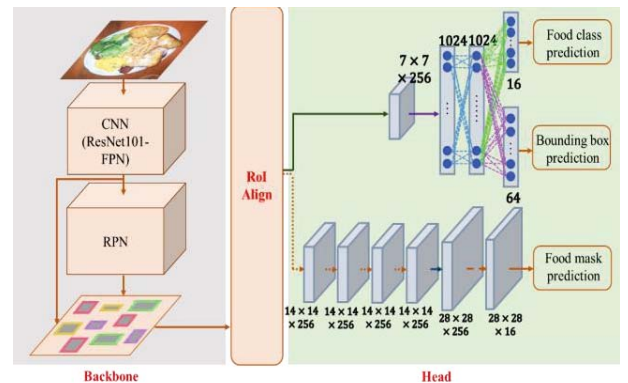 CNN
(ResNet101-
FPN)
RPN
Backbone
RoI
Align
7 × 7
× 256
1024 1024
16
64
Food class
prediction
Bounding box
prediction
14 × 14
× 256
14 × 14
× 256
14 × 14
× 256
14 × 14
× 256
28 × 28
× 256
28 × 28
× 16
Food mask
prediction
Head